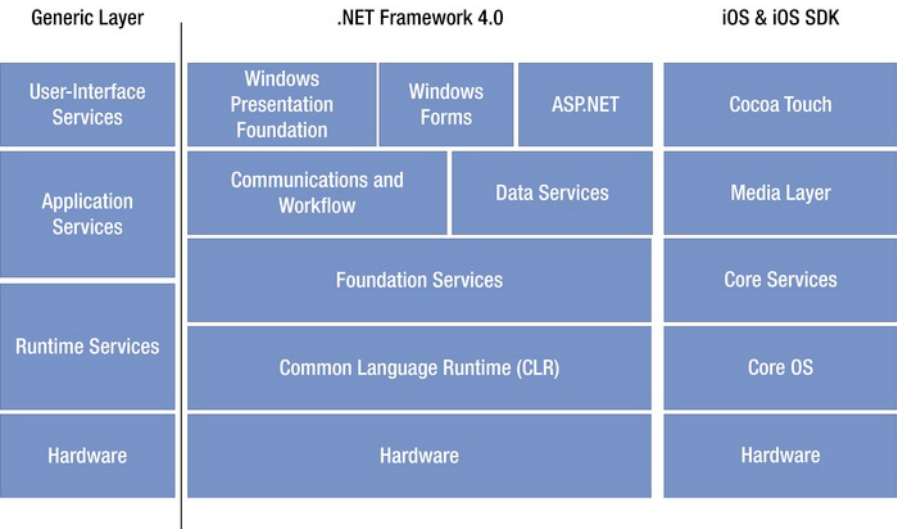 Generic Layer
.NET Framework 4.0
iOS & iOS SDK
User-Interface
Services
Windows
Presentation
Foundation
Windows
Forms
ASP.NET
Cocoa Touch
Application
Services
Communications and
Workflow
Data Services
Media Layer
Foundation Services
Core Services
Runtime Services
Common Language Runtime (CLR)
Core OS
Hardware
Hardware
Hardware